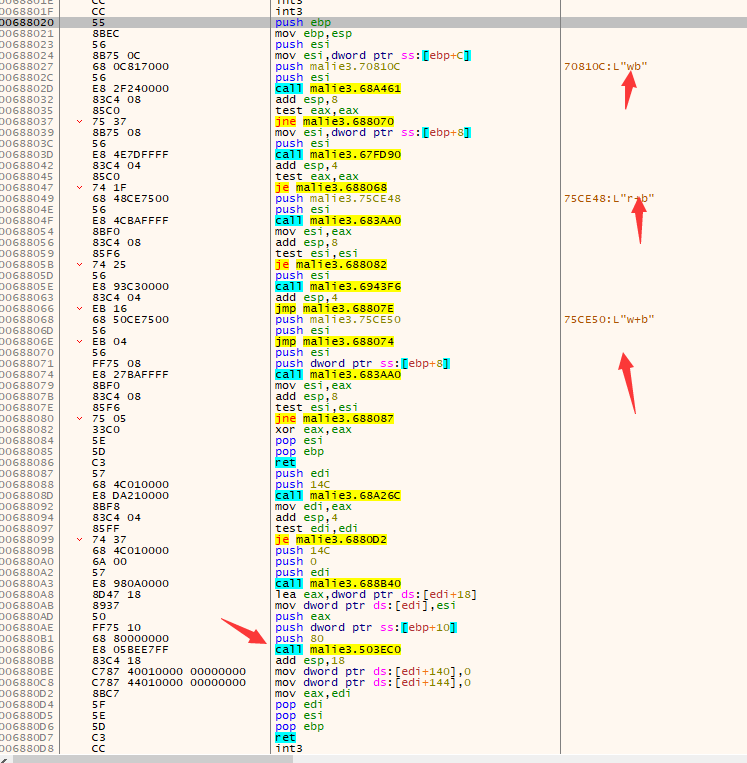 0068801F CC int3
00688020 55 push ebp
00688021 8BEC mov ebp,esp
00688023 56 push esi
00688024 8B75 0C mov esi,dword ptr ss:[ebp+C]
00688027 68 0C817000 push malie3.70810C 70810C:L"wb"
0068802C 56 push esi
0068802D E8 2F240000 call malie3.68A461
00688032 83C4 08 add esp,8
00688035 85C0 test eax,eax
00688037 75 37 jne malie3.688070
00688039 8B75 08 mov esi,dword ptr ss:[ebp+8]
0068803C 56 push esi
0068803D E8 4E7DFFFF call malie3.67FD90
00688042 83C4 04 add esp,4
00688045 85C0 test eax,eax
00688047 74 1F je malie3.688068
00688049 68 48CE7500 push malie3.75CE48 75CE48:L"r+b"
0068804E 56 push esi
0068804F E8 4CBAFFFF call malie3.683AA0
00688054 8BF0 mov esi,eax
00688056 83C4 08 add esp,8
00688059 85F6 test esi,esi
0068805B 74 25 je malie3.688082
0068805D 56 push esi
0068805E E8 93C30000 call malie3.6943F6
00688063 83C4 04 add esp,4
00688066 EB 16 jmp malie3.68807E
00688068 68 50CE7500 push malie3.75CE50 75CE50:L"w+b"
0068806D 56 push esi
0068806E EB 04 jmp malie3.688074
00688070 56 push esi
00688071 FF75 08 push dword ptr ss:[ebp+8]
00688074 E8 27BAFFFF call malie3.683AA0
00688079 8BF0 mov esi,eax
0068807B 83C4 08 add esp,8
0068807E 85F6 test esi,esi
00688080 75 05 jne malie3.688087
00688082 33C0 xor eax,eax
00688084 5E pop esi
00688085 5D pop ebp
00688086 C3 ret
00688087 57 push edi
00688088 68 4C010000 push 14C
0068808D E8 DA210000 call malie3.68A26C
00688092 8BF8 mov edi,eax
00688094 83C4 04 add esp,4
00688097 85FF test edi,edi
00688099 74 37 je malie3.6880D2
0068809B 68 4C010000 push 14C
006880A0 6A 00 push 0
006880A2 57 push edi
006880A3 E8 980A0000 call malie3.688B40
006880A8 8D47 18 lea eax,dword ptr ds:[edi+18]
006880AB 8937 mov dword ptr ds:[edi],esi
006880AD 50 push eax
006880AE FF75 10 push dword ptr ss:[ebp+10]
006880B1 68 80000000 push 80
006880B6 E8 05BEE7FF call malie3.503EC0
006880BB 83C4 18 add esp,18
006880BE C787 40010000 00000000 mov dword ptr ds:[edi+140],0
006880C8 C787 44010000 00000000 mov dword ptr ds:[edi+144],0
006880D2 8BC7 mov eax,edi
006880D4 5F pop edi
006880D5 5E pop esi
006880D6 5D pop ebp
006880D7 C3 ret
006880D8 CC int3